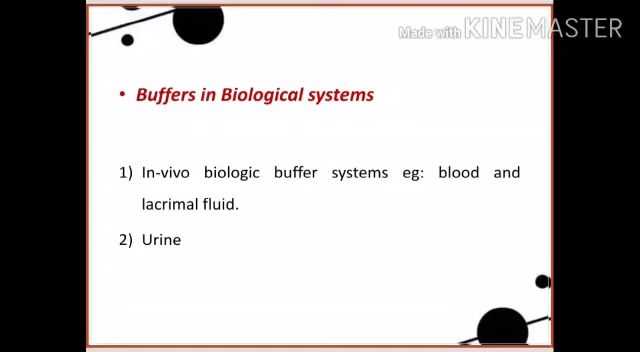 Made with KINEMASTER
• Buffers in Biological systems
1) In-vivo biologic buffer systems eg: blood and
lacrimal fluid.
2) Urine